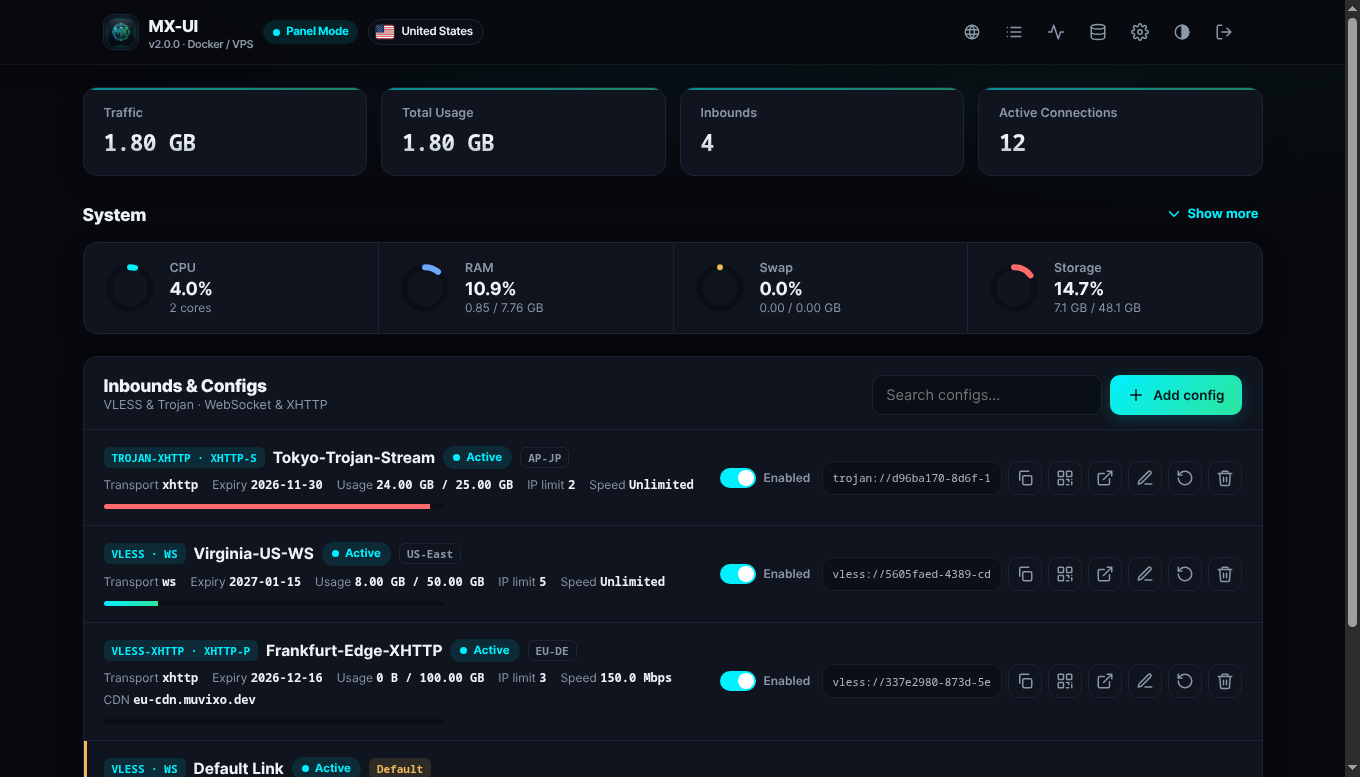 MX-UI
v2.0.0 · Docker / VPS
Panel Mode
United States
Traffic
1.80 GB
Total Usage
1.80 GB
Inbounds
4
Active Connections
12
System
Show more
CPU
4.0%
2 cores
RAM
10.9%
0.85 / 7.76 GB
Swap
0.0%
0.00 / 0.00 GB
Storage
14.7%
7.1 GB / 48.1 GB
Inbounds & Configs
VLESS & Trojan · WebSocket & XHTTP
Search configs...
Add config
TROJAN-XHTTP · XHTTP-S Tokyo-Trojan-Stream Active AP-JP
Transport xhttp Expiry 2026-11-30 Usage 24.00 GB / 25.00 GB IP limit 2 Speed Unlimited
Enabled
trojan://d96ba170-8d6f-1
VLESS · WS Virginia-US-WS Active US-East
Transport ws Expiry 2027-01-15 Usage 8.00 GB / 50.00 GB IP limit 5 Speed Unlimited
Enabled
vless://5605faed-4389-cd
VLESS-XHTTP · XHTTP-P Frankfurt-Edge-XHTTP Active EU-DE
Transport xhttp Expiry 2026-12-16 Usage 0 B / 100.00 GB IP limit 3 Speed 150.0 Mbps
CDN eu-cdn.muvixo.dev
Enabled
vless://337e2980-873d-5e
VLESS · WS Default Link Active Default